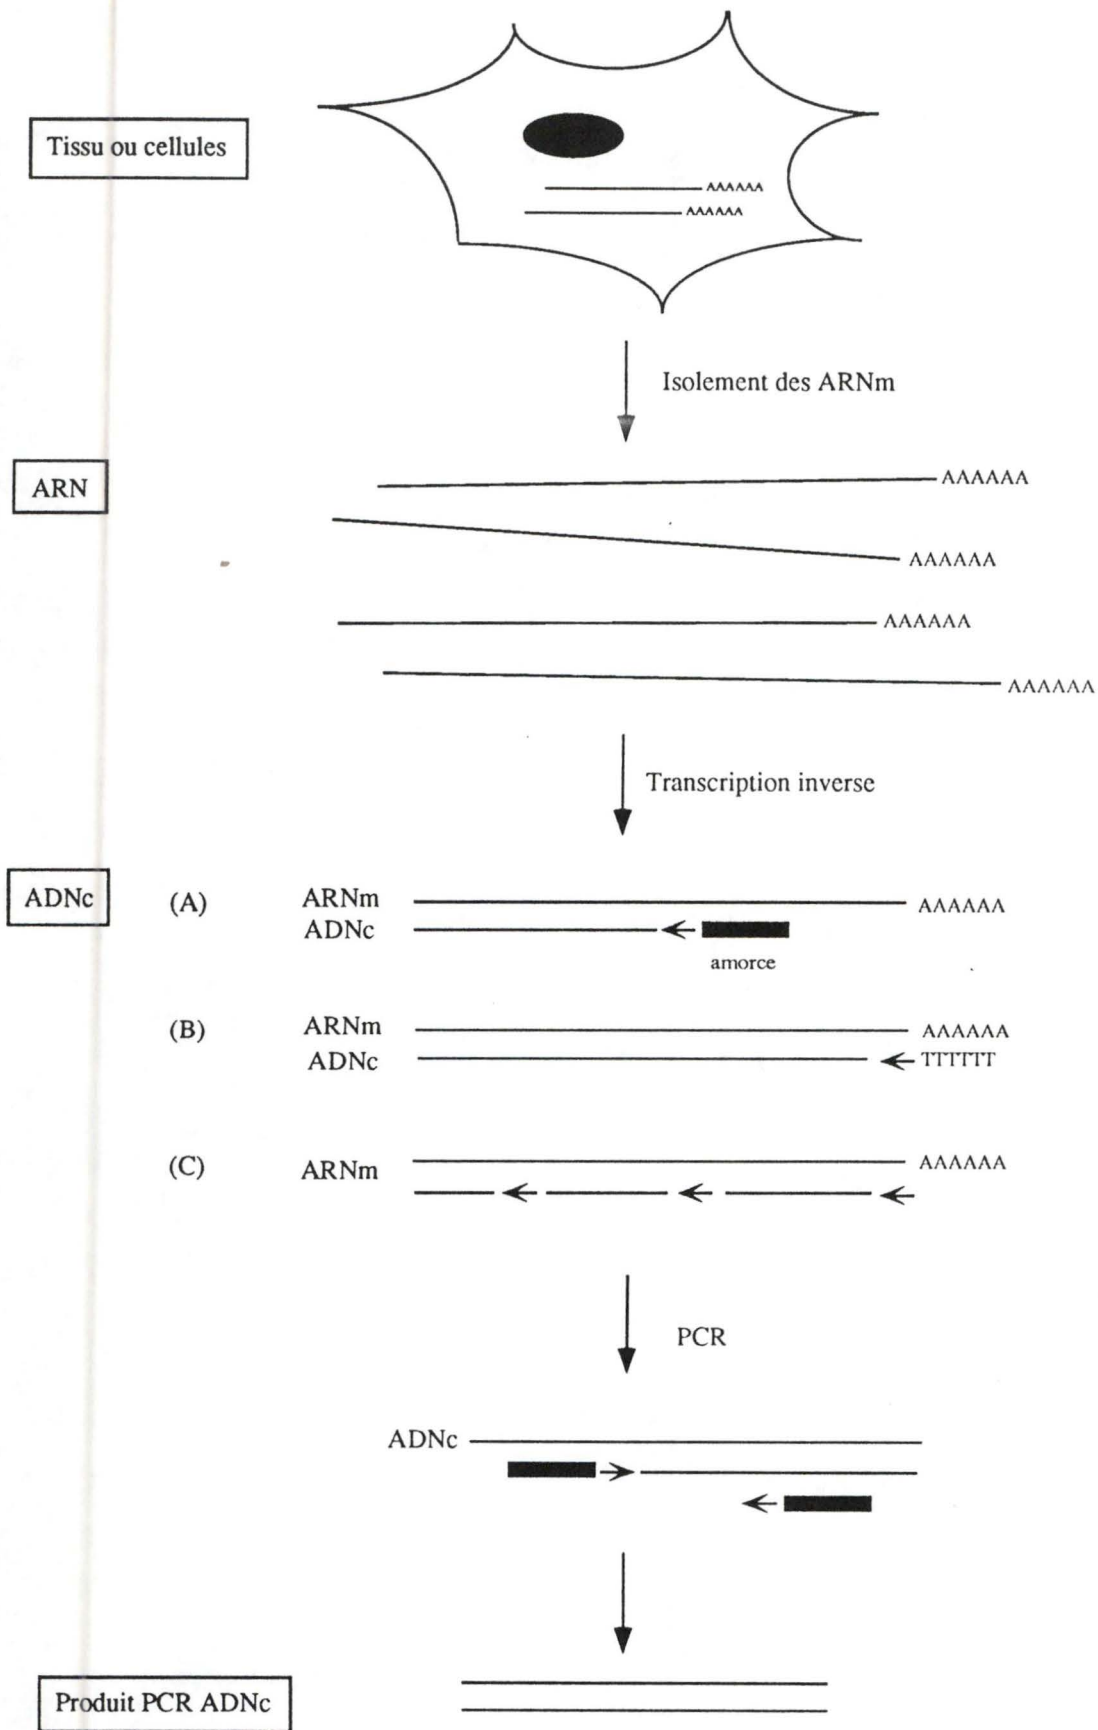 Tissu ou cellules
AAAAAA
AAAAAA
Isolement des ARNm
ARN
AAAAAA
AAAAAA
AAAAAA
AAAAAA
Transcription inverse
ADNc
(A)
ARNm
AAAAAA
ADNc
amorce
(B)
ARNm
AAAAAA
ADNc
TTTTTT
(C)
ARNm
AAAAAA
PCR
ADNc
Produit PCR ADNc